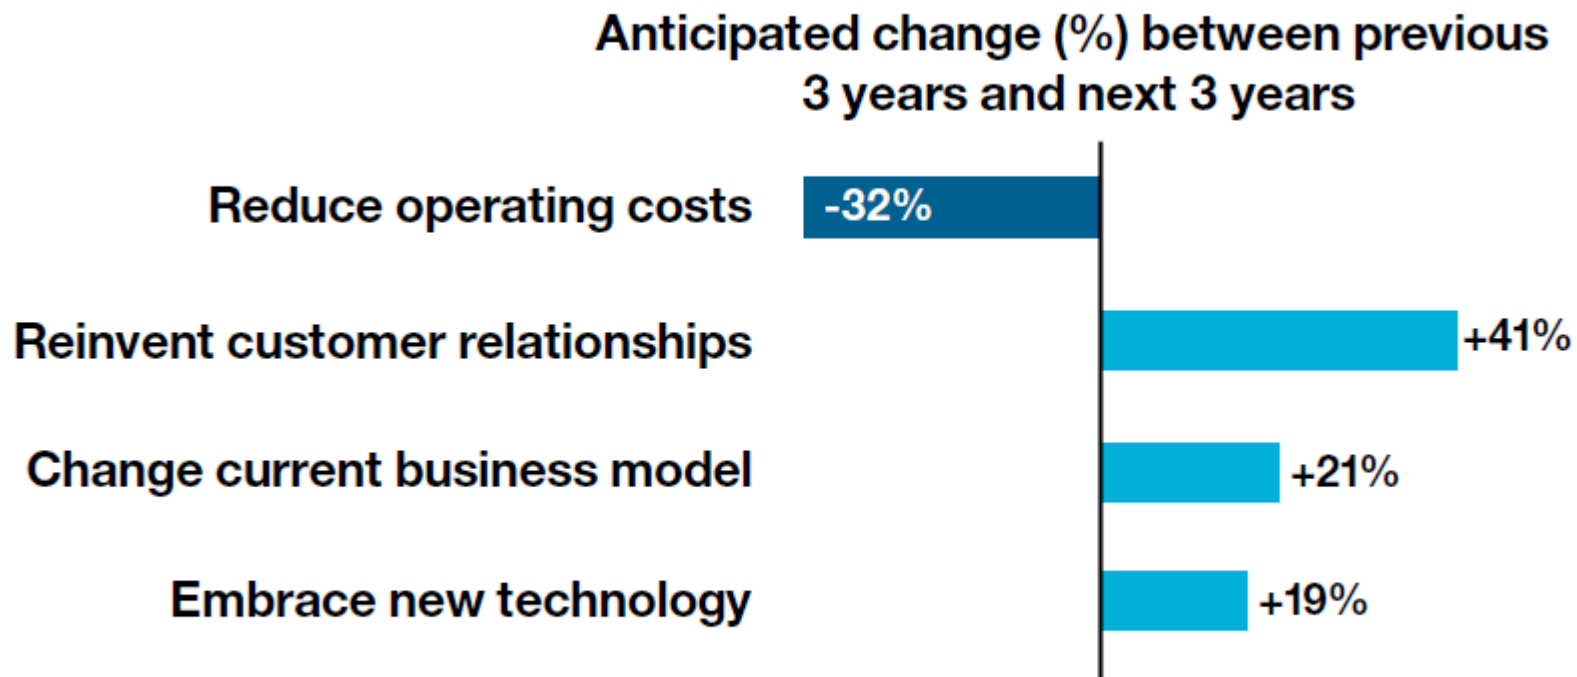 Anticipated change (%) between previous
3 years and next 3 years
Reduce operating costs -32%
Reinvent customer relationships +41%
Change current business model +21%
Embrace new technology +19%